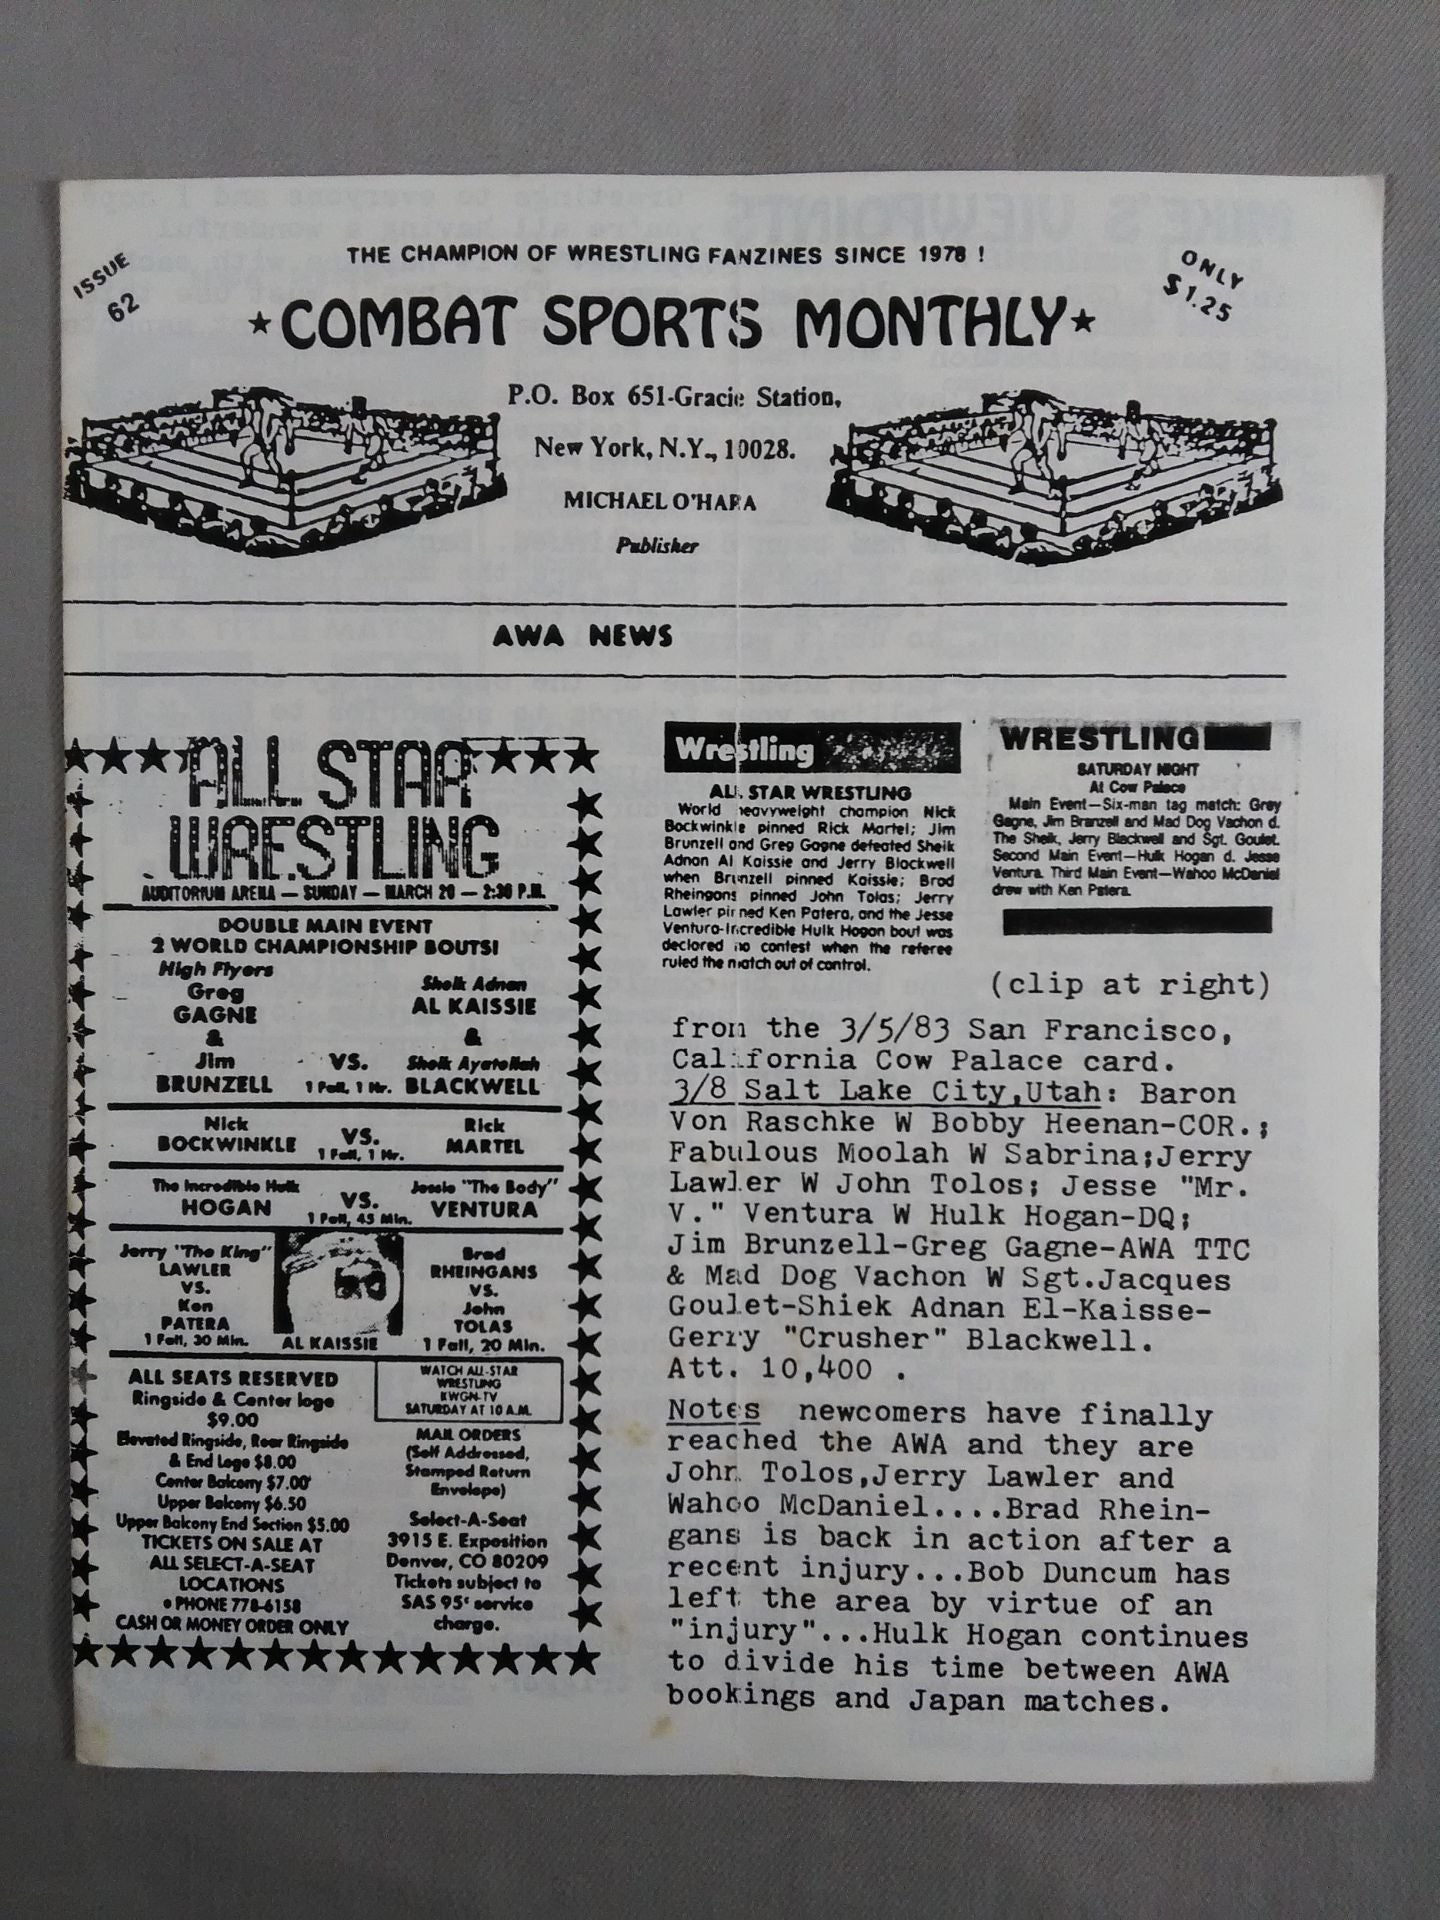 THE CHAMPION OF WRESTLING FANZINES SINCE 1978 !
ISSUE
62
ONLY
$1.25
★COMBAT SPORTS MONTHLY★
P.O. Box 651-Gracie Station,
New York, N.Y., 10028.
MICHAEL O'HARA
Publisher
AWA NEWS
ALL STAR
WRESTLING
AUDITORIUM ARENA — SUNDAY — MARCH 20 — 2:30 P.M.
DOUBLE MAIN EVENT
2 WORLD CHAMPIONSHIP BOUTS!
High Flyers
Greg
GAGNE
&
Jim
BRUNZELL
VS.
1 Fall, 1 Hr.
Sheik Adnan
AL KAISSIE
&
Sheik Ayatollah
BLACKWELL
Nick
BOCKWINKLE
VS.
1 Fall, 1 Hr.
Rick
MARTEL
The Incredible Hulk
HOGAN
VS.
1 Fall, 45 Min.
Jessie "The Body"
VENTURA
Jerry "The King"
LAWLER
VS.
Ken
PATERA
1 Fall, 30 Min.
AL KAISSIE
Brad
RHEINGANS
VS.
John
TOLAS
1 Fall, 20 Min.
ALL SEATS RESERVED
Ringside & Center loge
$9.00
Elevated Ringside, Rear Ringside
& End Loge $8.00
Center Balcony $7.00
Upper Balcony $6.50
Upper Balcony End Section $5.00
TICKETS ON SALE AT
ALL SELECT-A-SEAT
LOCATIONS
• PHONE 778-6158
CASH OR MONEY ORDER ONLY
WATCH ALL-STAR
WRESTLING
KWGN-TV
SATURDAY AT 10 A.M.
MAIL ORDERS
(Self Addressed,
Stamped Return
Envelope)
Select-A-Seat
3915 E. Exposition
Denver, CO 80209
Tickets subject to
SAS 95¢ service
charge.
Wrestling
ALL STAR WRESTLING
World heavyweight champion Nick
Bockwinkle pinned Rick Martel; Jim
Brunzell and Greg Gagne defeated Sheik
Adnan Al Kaissie and Jerry Blackwell
when Brunzell pinned Kaissie; Brad
Rheingans pinned John Tolas; Jerry
Lawler pinned Ken Patera, and the Jesse
Ventura-Incredible Hulk Hogan bout was
declared no contest when the referee
ruled the match out of control.
WRESTLING
SATURDAY NIGHT
At Cow Palace
Main Event—Six-man tag match: Greg
Gagne, Jim Branzell and Mad Dog Vachon d.
The Sheik, Jerry Blackwell and Sgt. Goulet.
Second Main Event—Hulk Hogan d. Jesse
Ventura. Third Main Event—Wahoo McDaniel
drew with Ken Patera.
(clip at right)
from the 3/5/83 San Francisco,
California Cow Palace card.
3/8 Salt Lake City,Utah: Baron
Von Raschke W Bobby Heenan-COR.;
Fabulous Moolah W Sabrina;Jerry
Lawler W John Tolos; Jesse "Mr.
V." Ventura W Hulk Hogan-DQ;
Jim Brunzell-Greg Gagne-AWA TTC
& Mad Dog Vachon W Sgt.Jacques
Goulet-Shiek Adnan El-Kaisse-
Gerry "Crusher" Blackwell.
Att. 10,400 .
Notes newcomers have finally
reached the AWA and they are
John Tolos,Jerry Lawler and
Wahoo McDaniel....Brad Rhein-
gans is back in action after a
recent injury...Bob Duncum has
left the area by virtue of an
"injury"...Hulk Hogan continues
to divide his time between AWA
bookings and Japan matches.